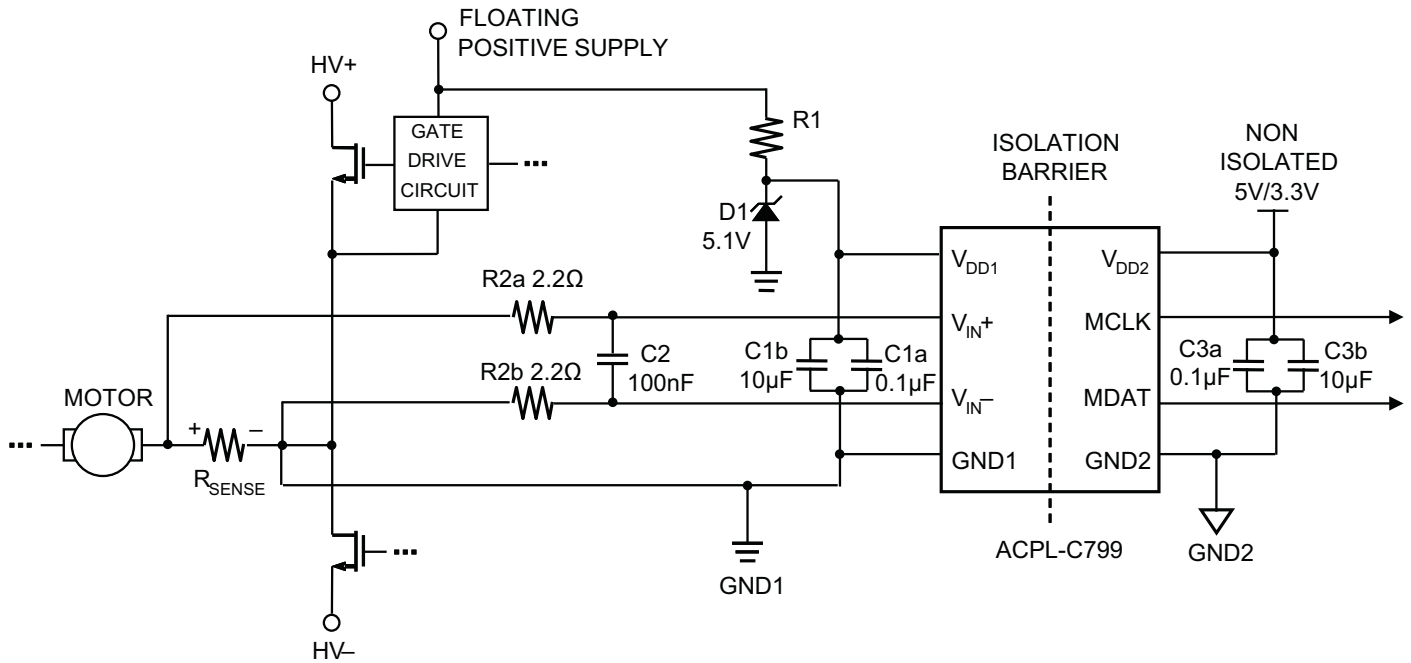 FLOATING
POSITIVE SUPPLY
HV+
GATE
DRIVE
CIRCUIT
R1
ISOLATION
BARRIER
NON
ISOLATED
5V/3.3V
D1
5.1V
R2a 2.2Ω
R2b 2.2Ω
C2
100nF
C1b
10µF
C1a
0.1µF
VDD1
VIN+
VIN–
GND1
VDD2
MCLK
MDAT
GND2
C3a
0.1µF
C3b
10µF
MOTOR
+
–
RSENSE
GND1
ACPL-C799
GND2
HV–